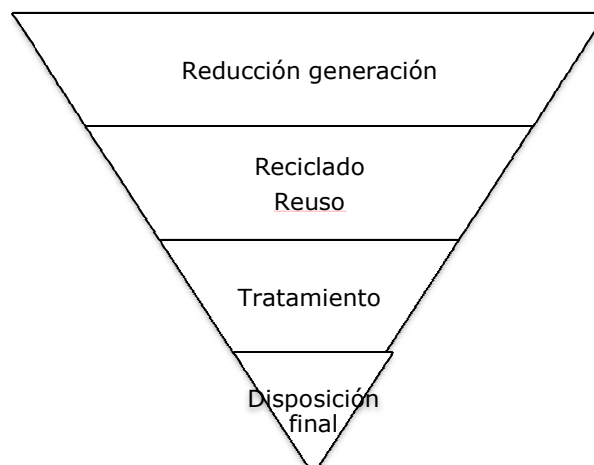 Reducción generación
Reciclado
Reuso
Tratamiento
Disposición
final